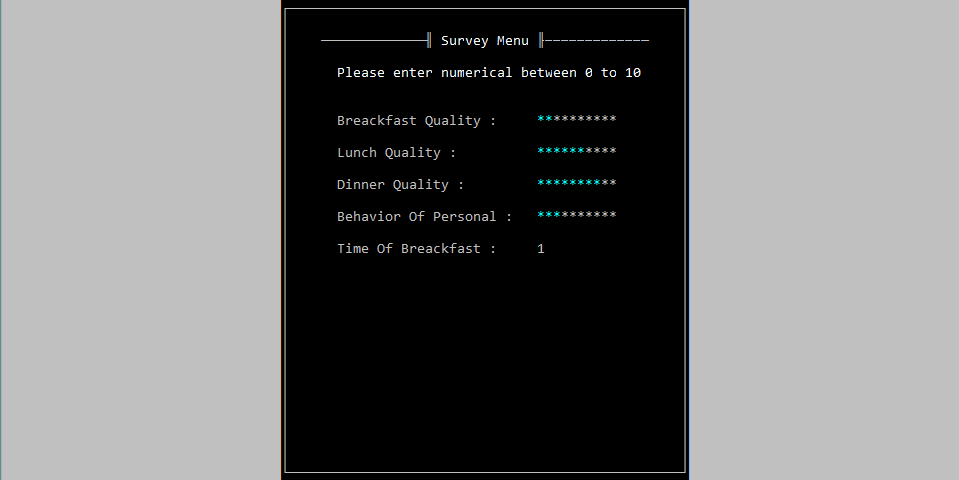 Survey Menu
Please enter numerical between 0 to 10
Breackfast Quality : **********
Lunch Quality : **********
Dinner Quality : **********
Behavior Of Personal : **********
Time Of Breackfast : 1